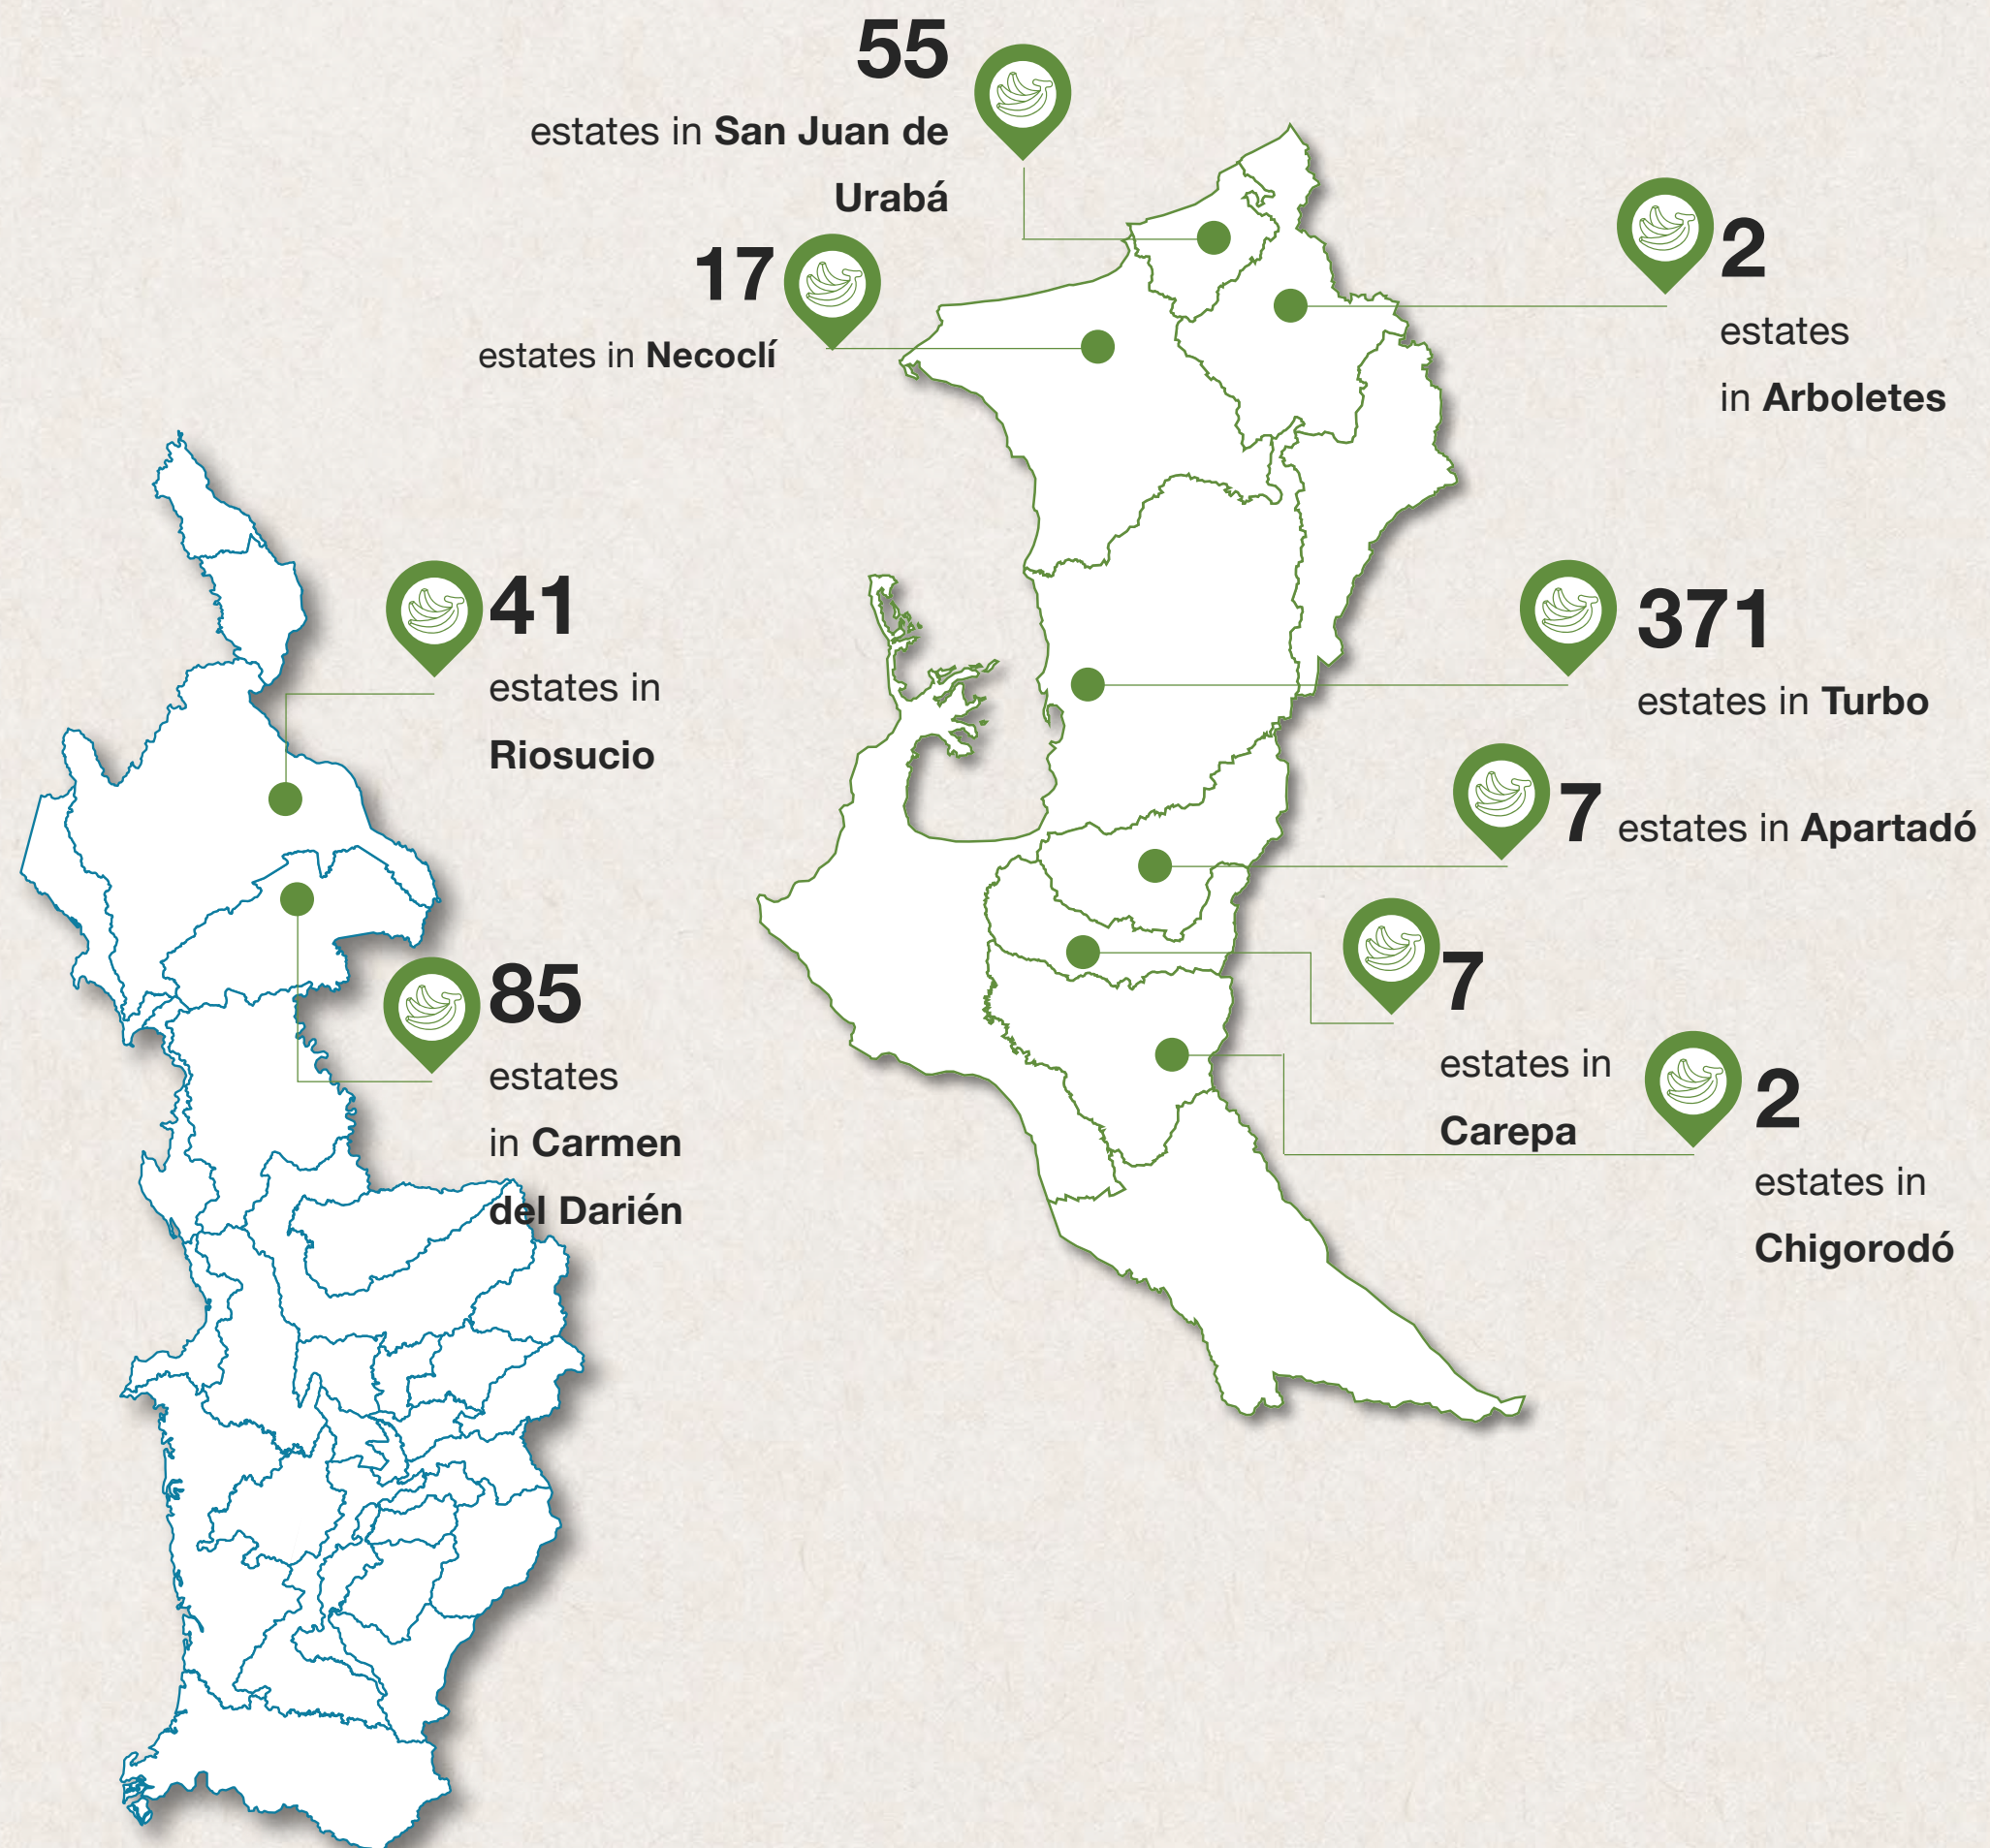 55
estates in San Juan de
Urabá
17
estates in Necoclí
2
estates
in Arboletes
41
estates in
Riosucio
371
estates in Turbo
7 estates in Apartadó
85
estates
in Carmen
del Darién
7
estates in
Carepa
2
estates in
Chigorodó